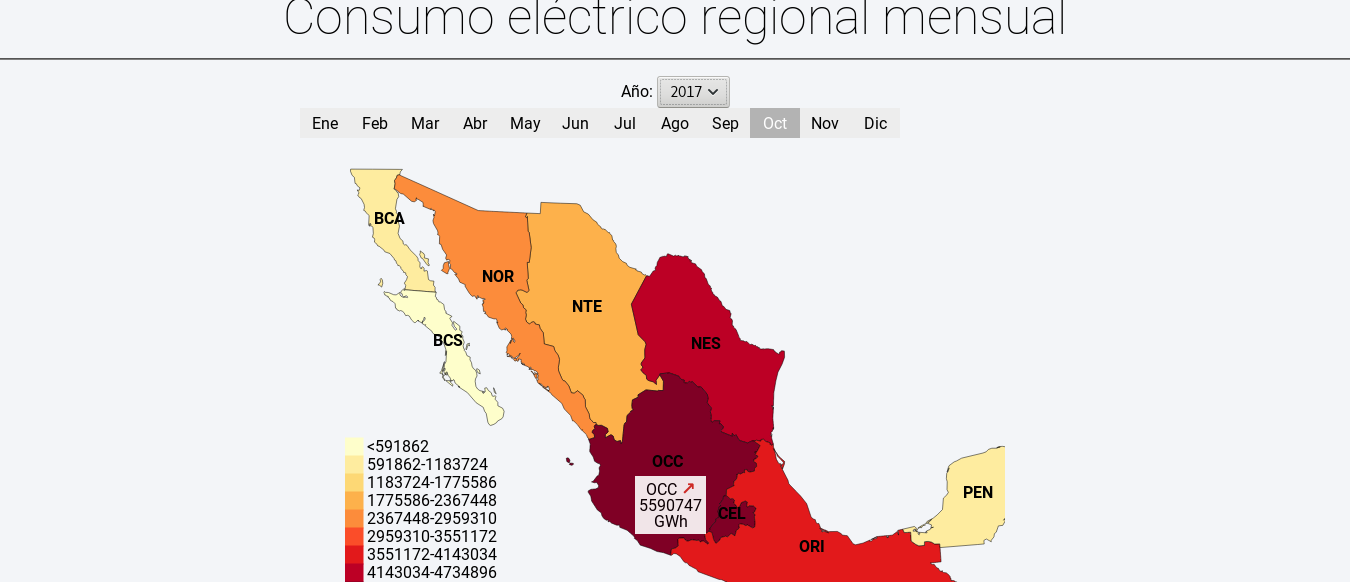 Consumo eléctrico regional mensual
Año: 2017
Ene Feb Mar Abr May Jun Jul Ago Sep Oct Nov Dic
BCA
NOR
NTE
BCS
NES
OCC
OCC ↗
5590747
GWh
CEL
PEN
ORI
<591862
591862-1183724
1183724-1775586
1775586-2367448
2367448-2959310
2959310-3551172
3551172-4143034
4143034-4734896